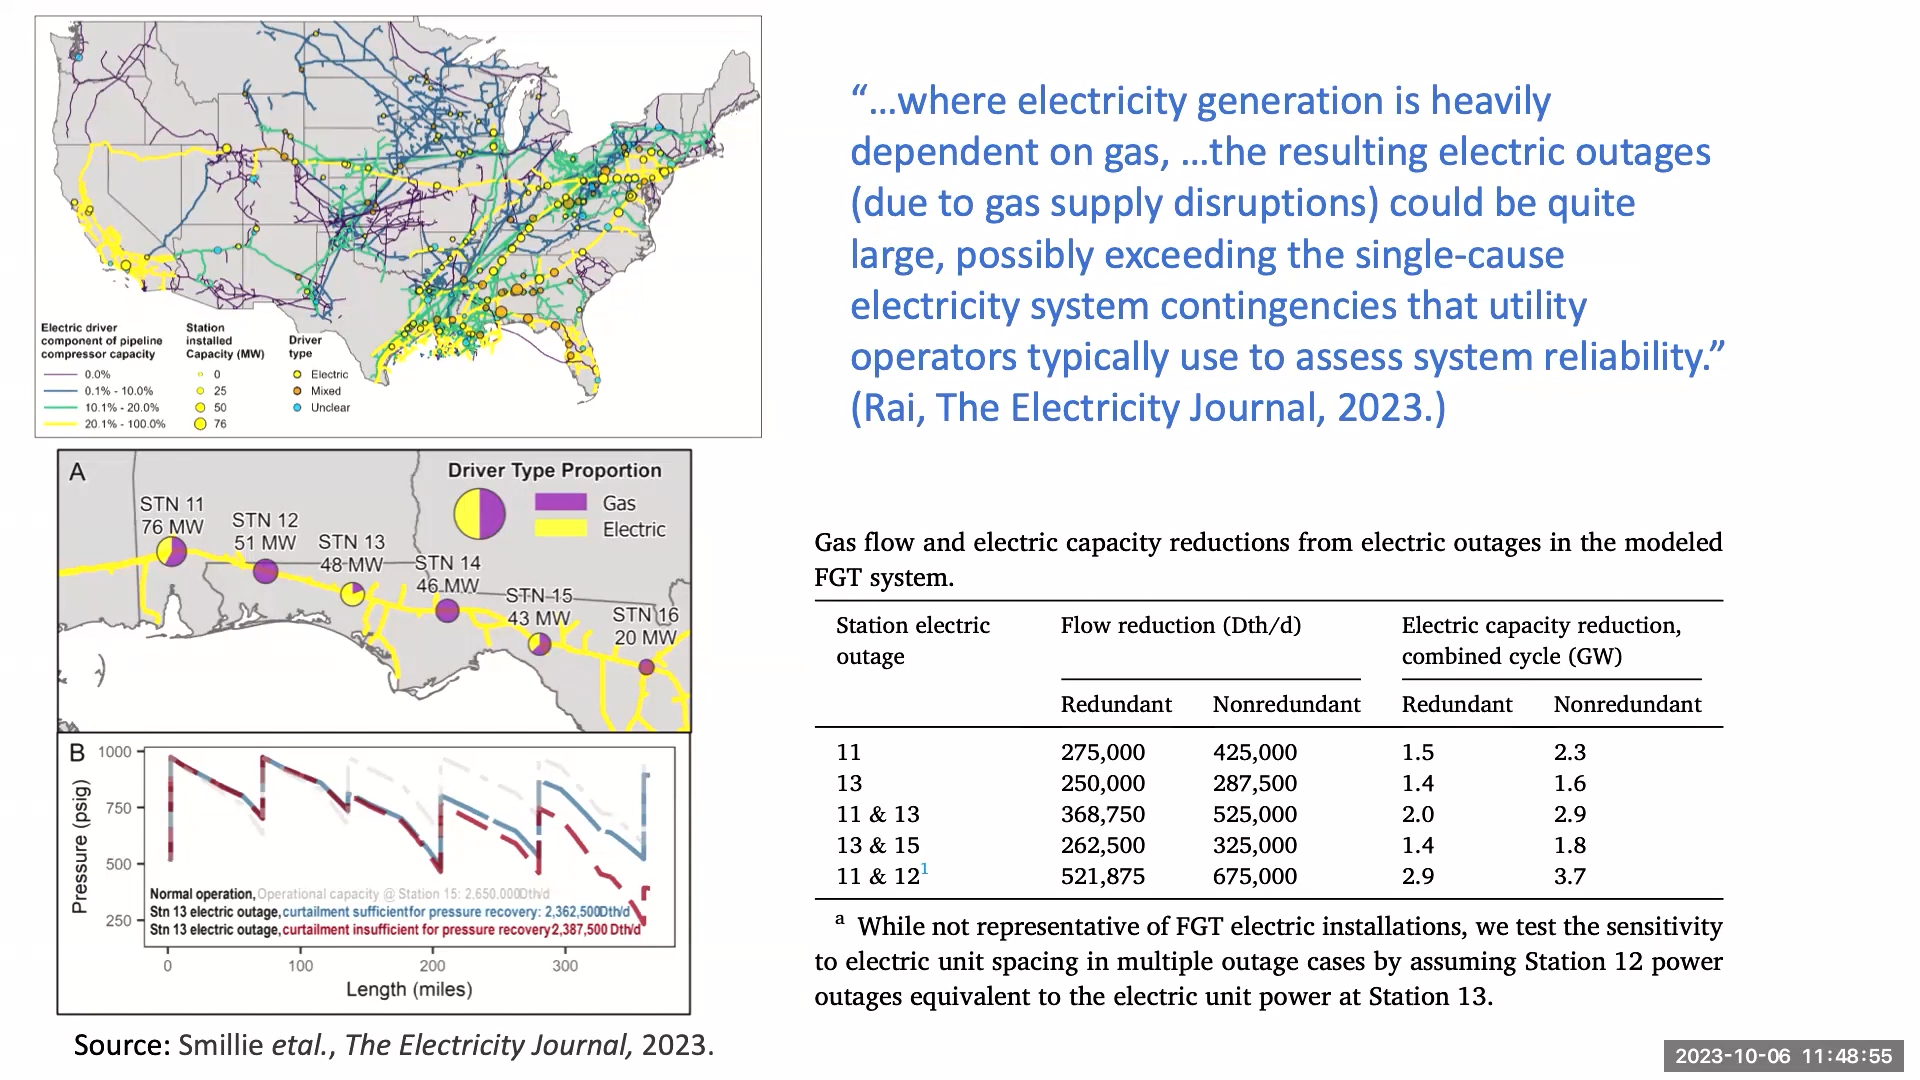 Electric driver
component of pipeline
compressor capacity
0.0%
0.1% - 10.0%
10.1% - 20.0%
20.1% - 100.0%
Station
installed
Capacity (MW)
0
25
50
76
Driver
type
Electric
Mixed
Unclear
“...where electricity generation is heavily
dependent on gas, ...the resulting electric outages
(due to gas supply disruptions) could be quite
large, possibly exceeding the single-cause
electricity system contingencies that utility
operators typically use to assess system reliability.”
(Rai, The Electricity Journal, 2023.)
A
Driver Type Proportion
Gas
Electric
STN 11
76 MW
STN 12
51 MW
STN 13
48 MW
STN 14
46 MW
STN 15
43 MW
STN 16
20 MW
B
Pressure (psig)
1000
750
500
250
Normal operation, Operational capacity @ Station 15: 2,650.000Dth/d
Stn 13 electric outage, curtailment sufficientfor pressure recovery: 2,362,500Dth/d
Stn 13 electric outage, curtailment insufficient for pressure recovery2,387,500 Dth/d
0 100 200 300
Length (miles)
Source: Smillie etal., The Electricity Journal, 2023.
Gas flow and electric capacity reductions from electric outages in the modeled
FGT system.
Station electric
outage
Flow reduction (Dth/d)
Electric capacity reduction,
combined cycle (GW)
Redundant Nonredundant Redundant Nonredundant
11 275,000 425,000 1.5 2.3
13 250,000 287,500 1.4 1.6
11 & 13 368,750 525,000 2.0 2.9
13 & 15 262,500 325,000 1.4 1.8
11 & 12¹ 521,875 675,000 2.9 3.7
ᵃ While not representative of FGT electric installations, we test the sensitivity
to electric unit spacing in multiple outage cases by assuming Station 12 power
outages equivalent to the electric unit power at Station 13.
2023-10-06 11:48:55